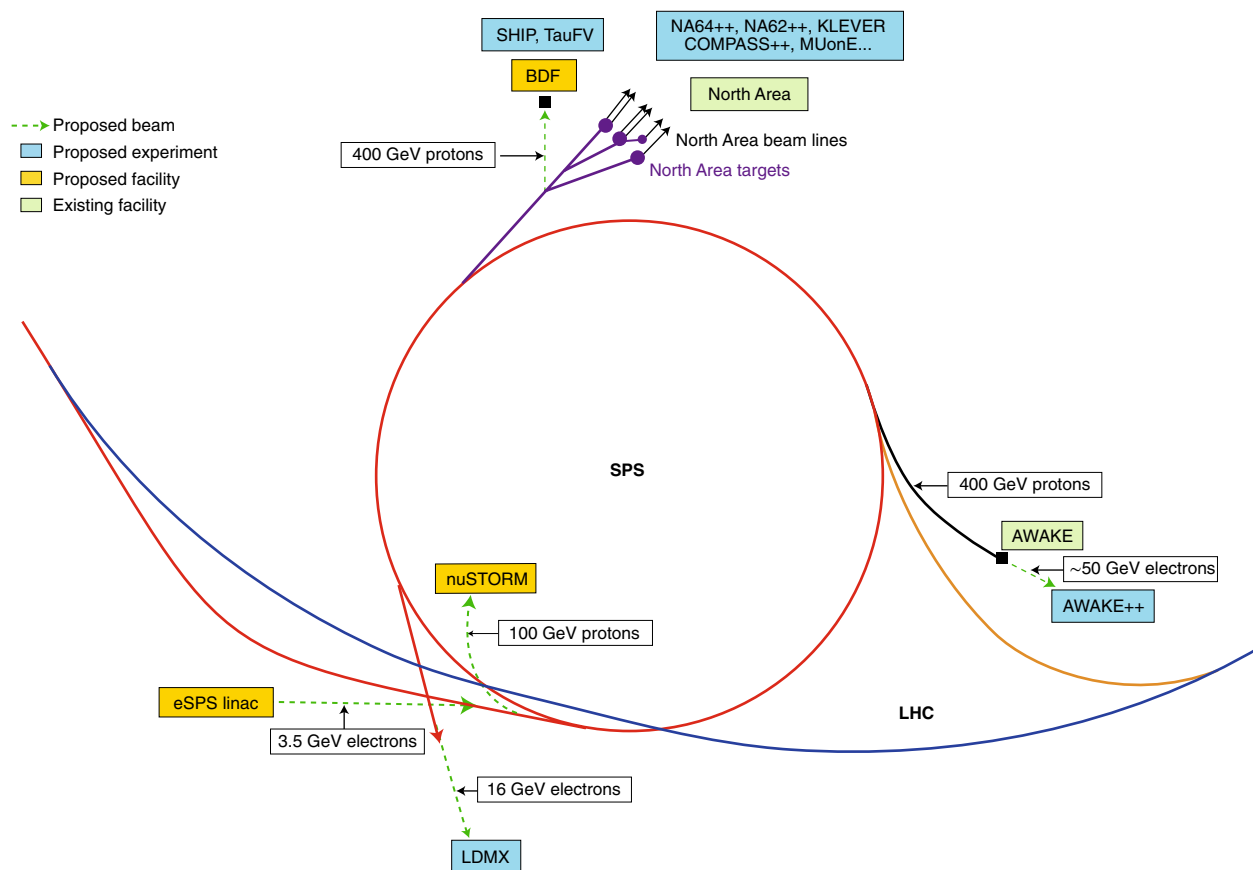 SHIP, TauFV
NA64++, NA62++, KLEVER
COMPASS++, MUonE...
BDF
North Area
Proposed beam
Proposed experiment
Proposed facility
Existing facility
400 GeV protons
North Area beam lines
North Area targets
SPS
400 GeV protons
AWAKE
~50 GeV electrons
AWAKE++
nuSTORM
100 GeV protons
eSPS linac
3.5 GeV electrons
LHC
16 GeV electrons
LDMX